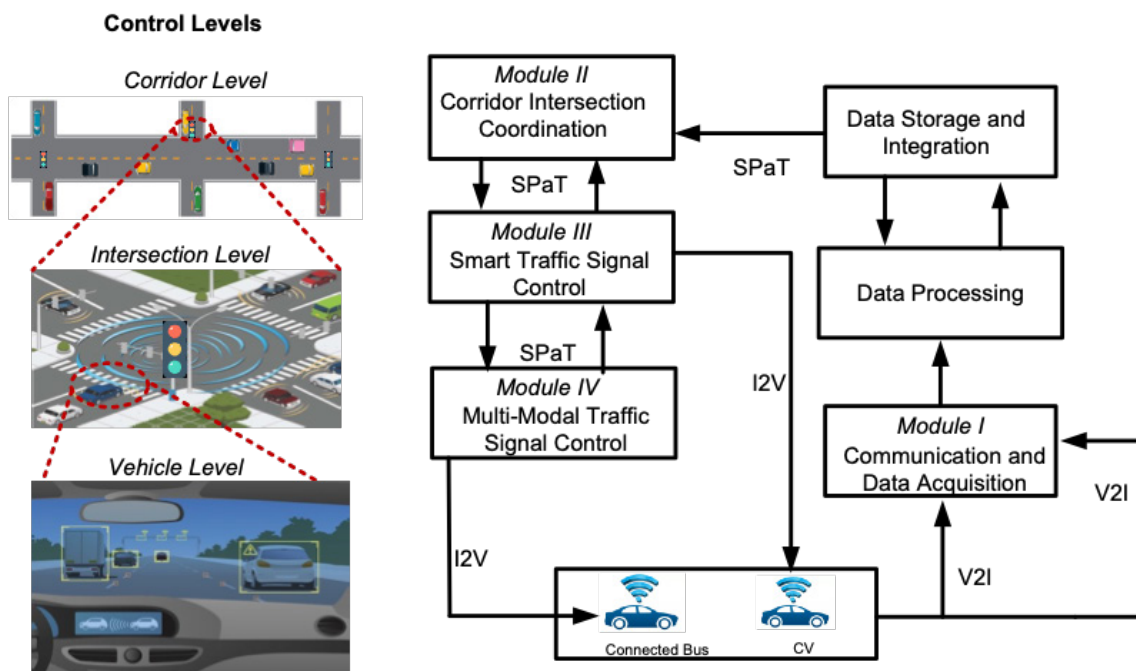 Control Levels
Corridor Level
Intersection Level
Vehicle Level
Module II
Corridor Intersection
Coordination
SPaT
Module III
Smart Traffic Signal
Control
SPaT
Module IV
Multi-Modal Traffic
Signal Control
I2V
I2V
Connected Bus
CV
Data Storage and
Integration
SPaT
Data Processing
Module I
Communication and
Data Acquisition
V2I
V2I